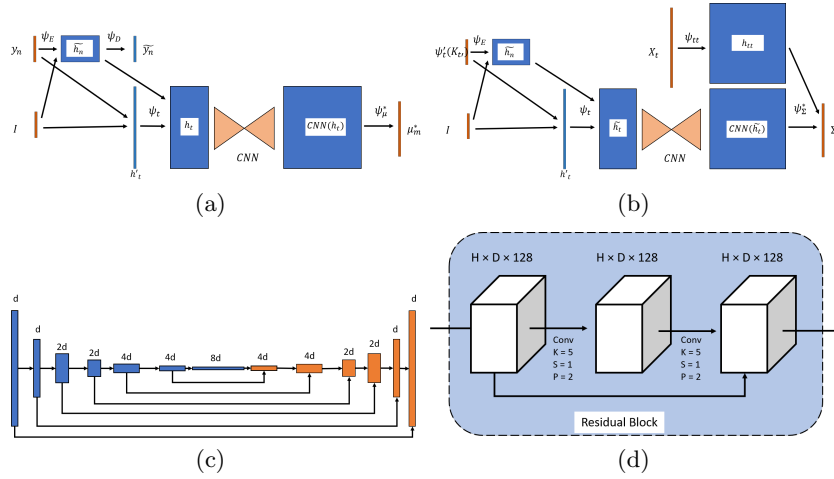 y_n ψ_E h̃_n ψ_D ỹ_n
I
ψ_t h_t CNN(h_t) ψ*_μ μ*_m
CNN
h'_t
(a)
ψ'_t(K_t,) ψ_E h̃_n X_t ψ_tt h_tt
I
ψ_t h̃_t CNN(h̃_t) ψ*_Σ
CNN
h'_t
(b)
d d 2d 2d 4d 4d 8d 4d 4d 2d 2d d d
(c)
H × D × 128 H × D × 128 H × D × 128
Conv Conv
K = 5 K = 5
S = 1 S = 1
P = 2 P = 2
Residual Block
(d)